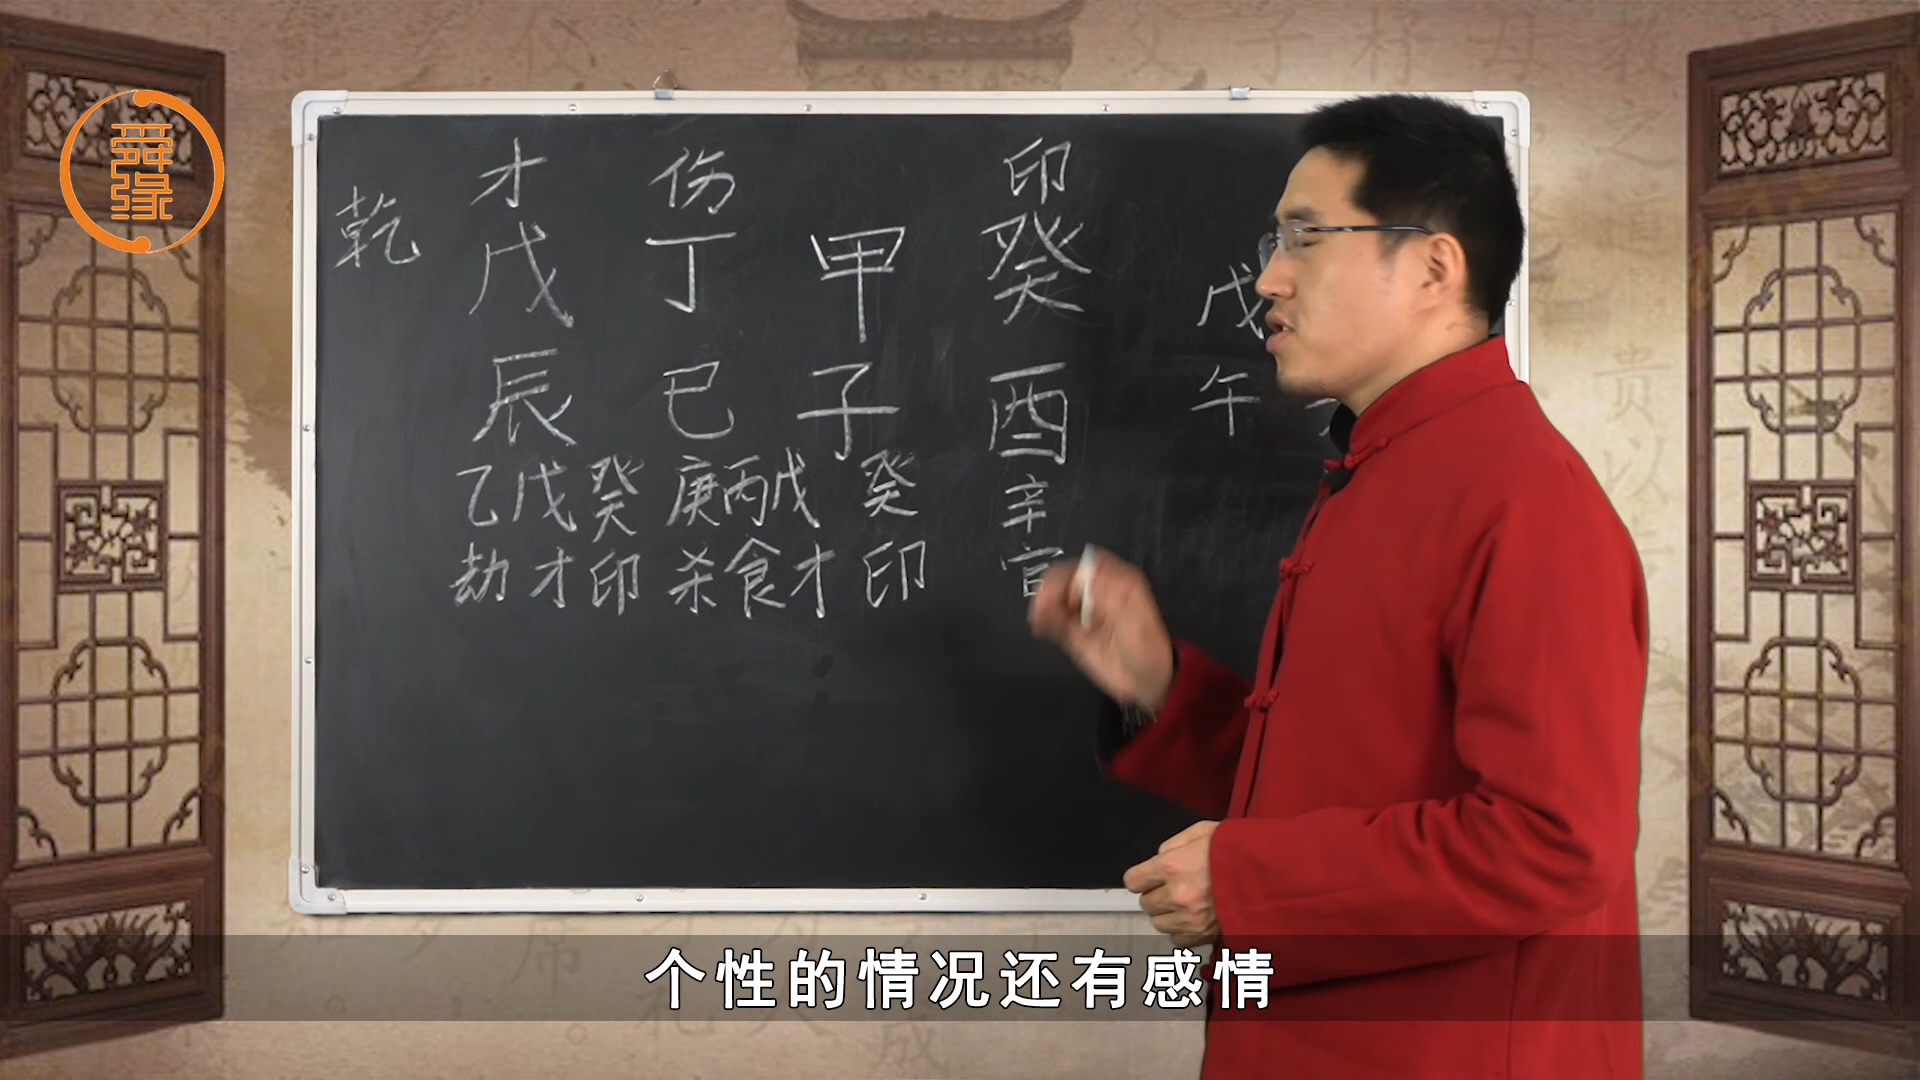 舜缘
才 伤 印
乾 戊 丁 甲 癸 戊
辰 巳 子 酉 午
乙戊癸 庚丙戊 癸 辛
劫才印 杀食才 印 官
个性的情况还有感情